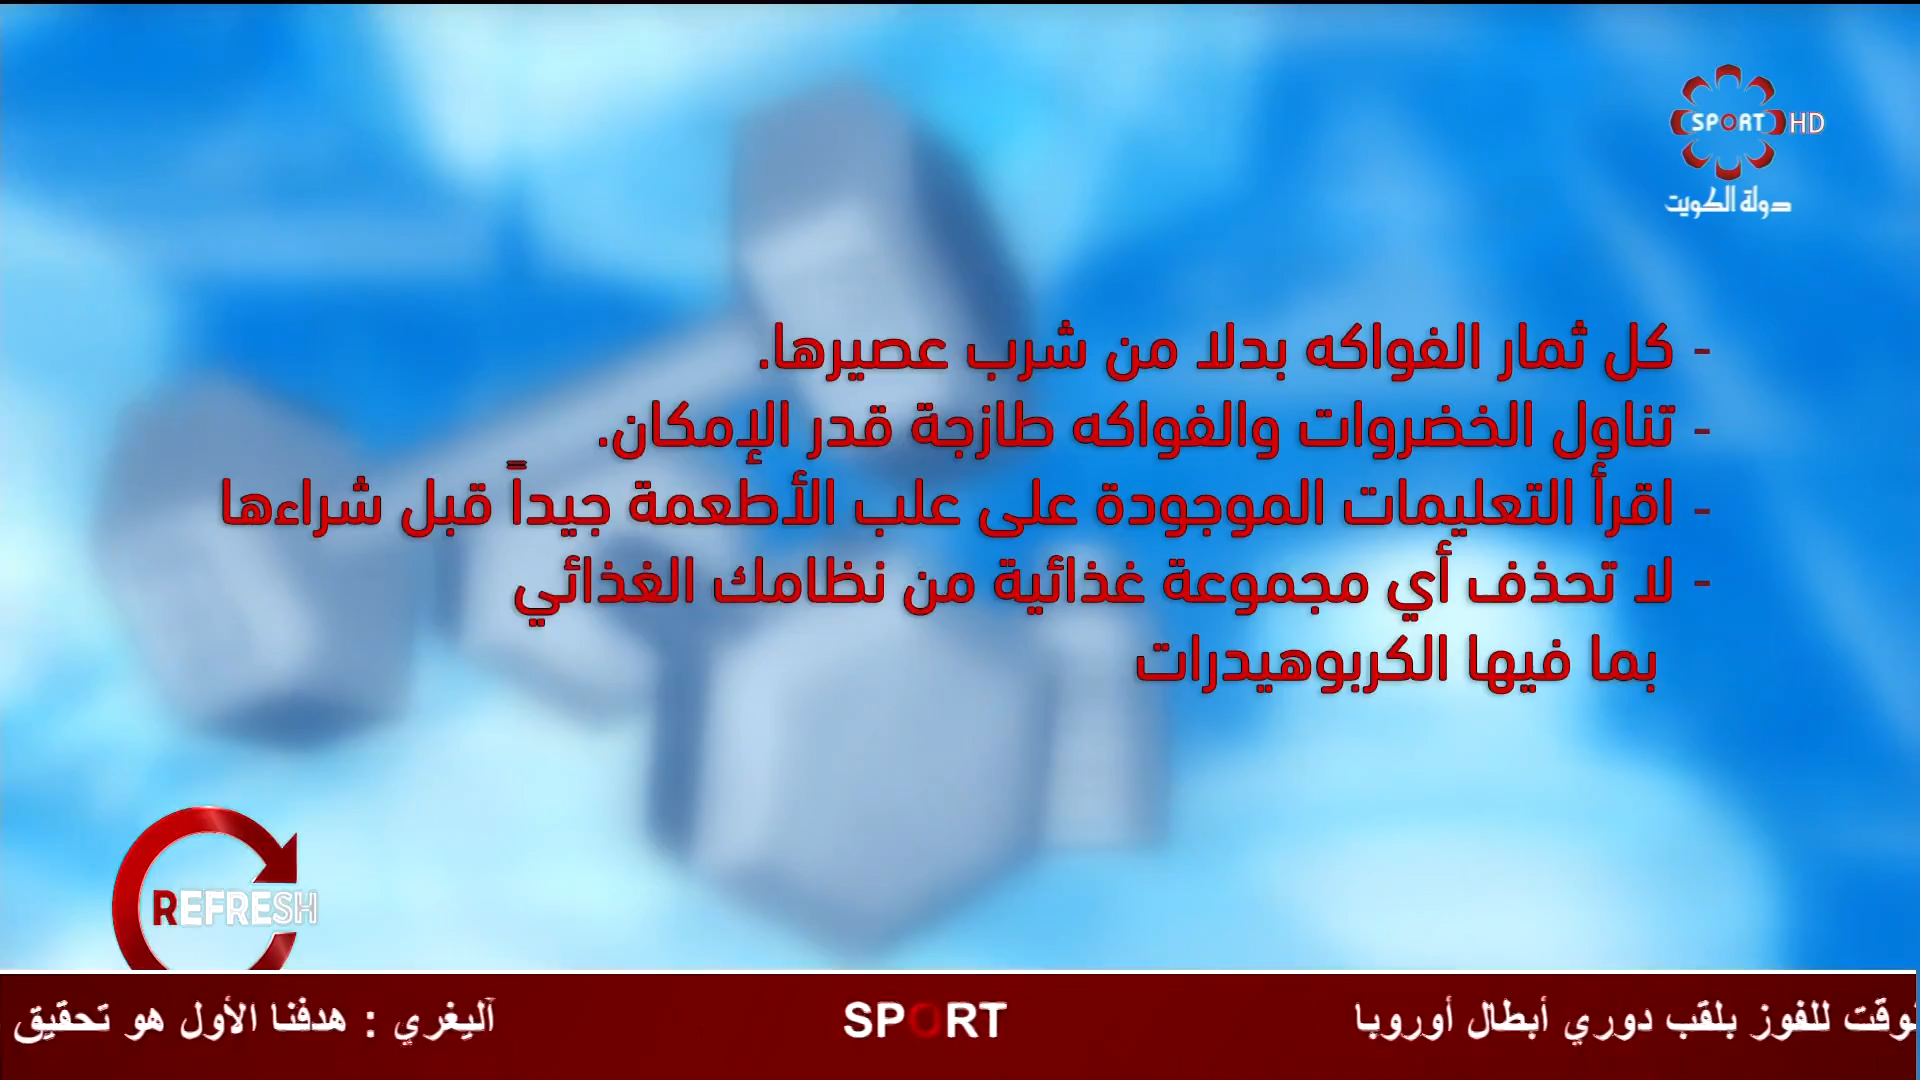 SPORT HD
دولة الكويت
- كل ثمار الفواكه بدلا من شرب عصيرها.
- تناول الخضروات والفواكه طازجة قدر الإمكان.
- اقرأ التعليمات الموجودة على علب الأطعمة جيداً قبل شراءها
- لا تحذف أي مجموعة غذائية من نظامك الغذائي
بما فيها الكربوهيدرات
REFRESH
للفوز بلقب دوري أبطال أوروبا SPORT آليغري : هدفنا الأول هو تحقيق